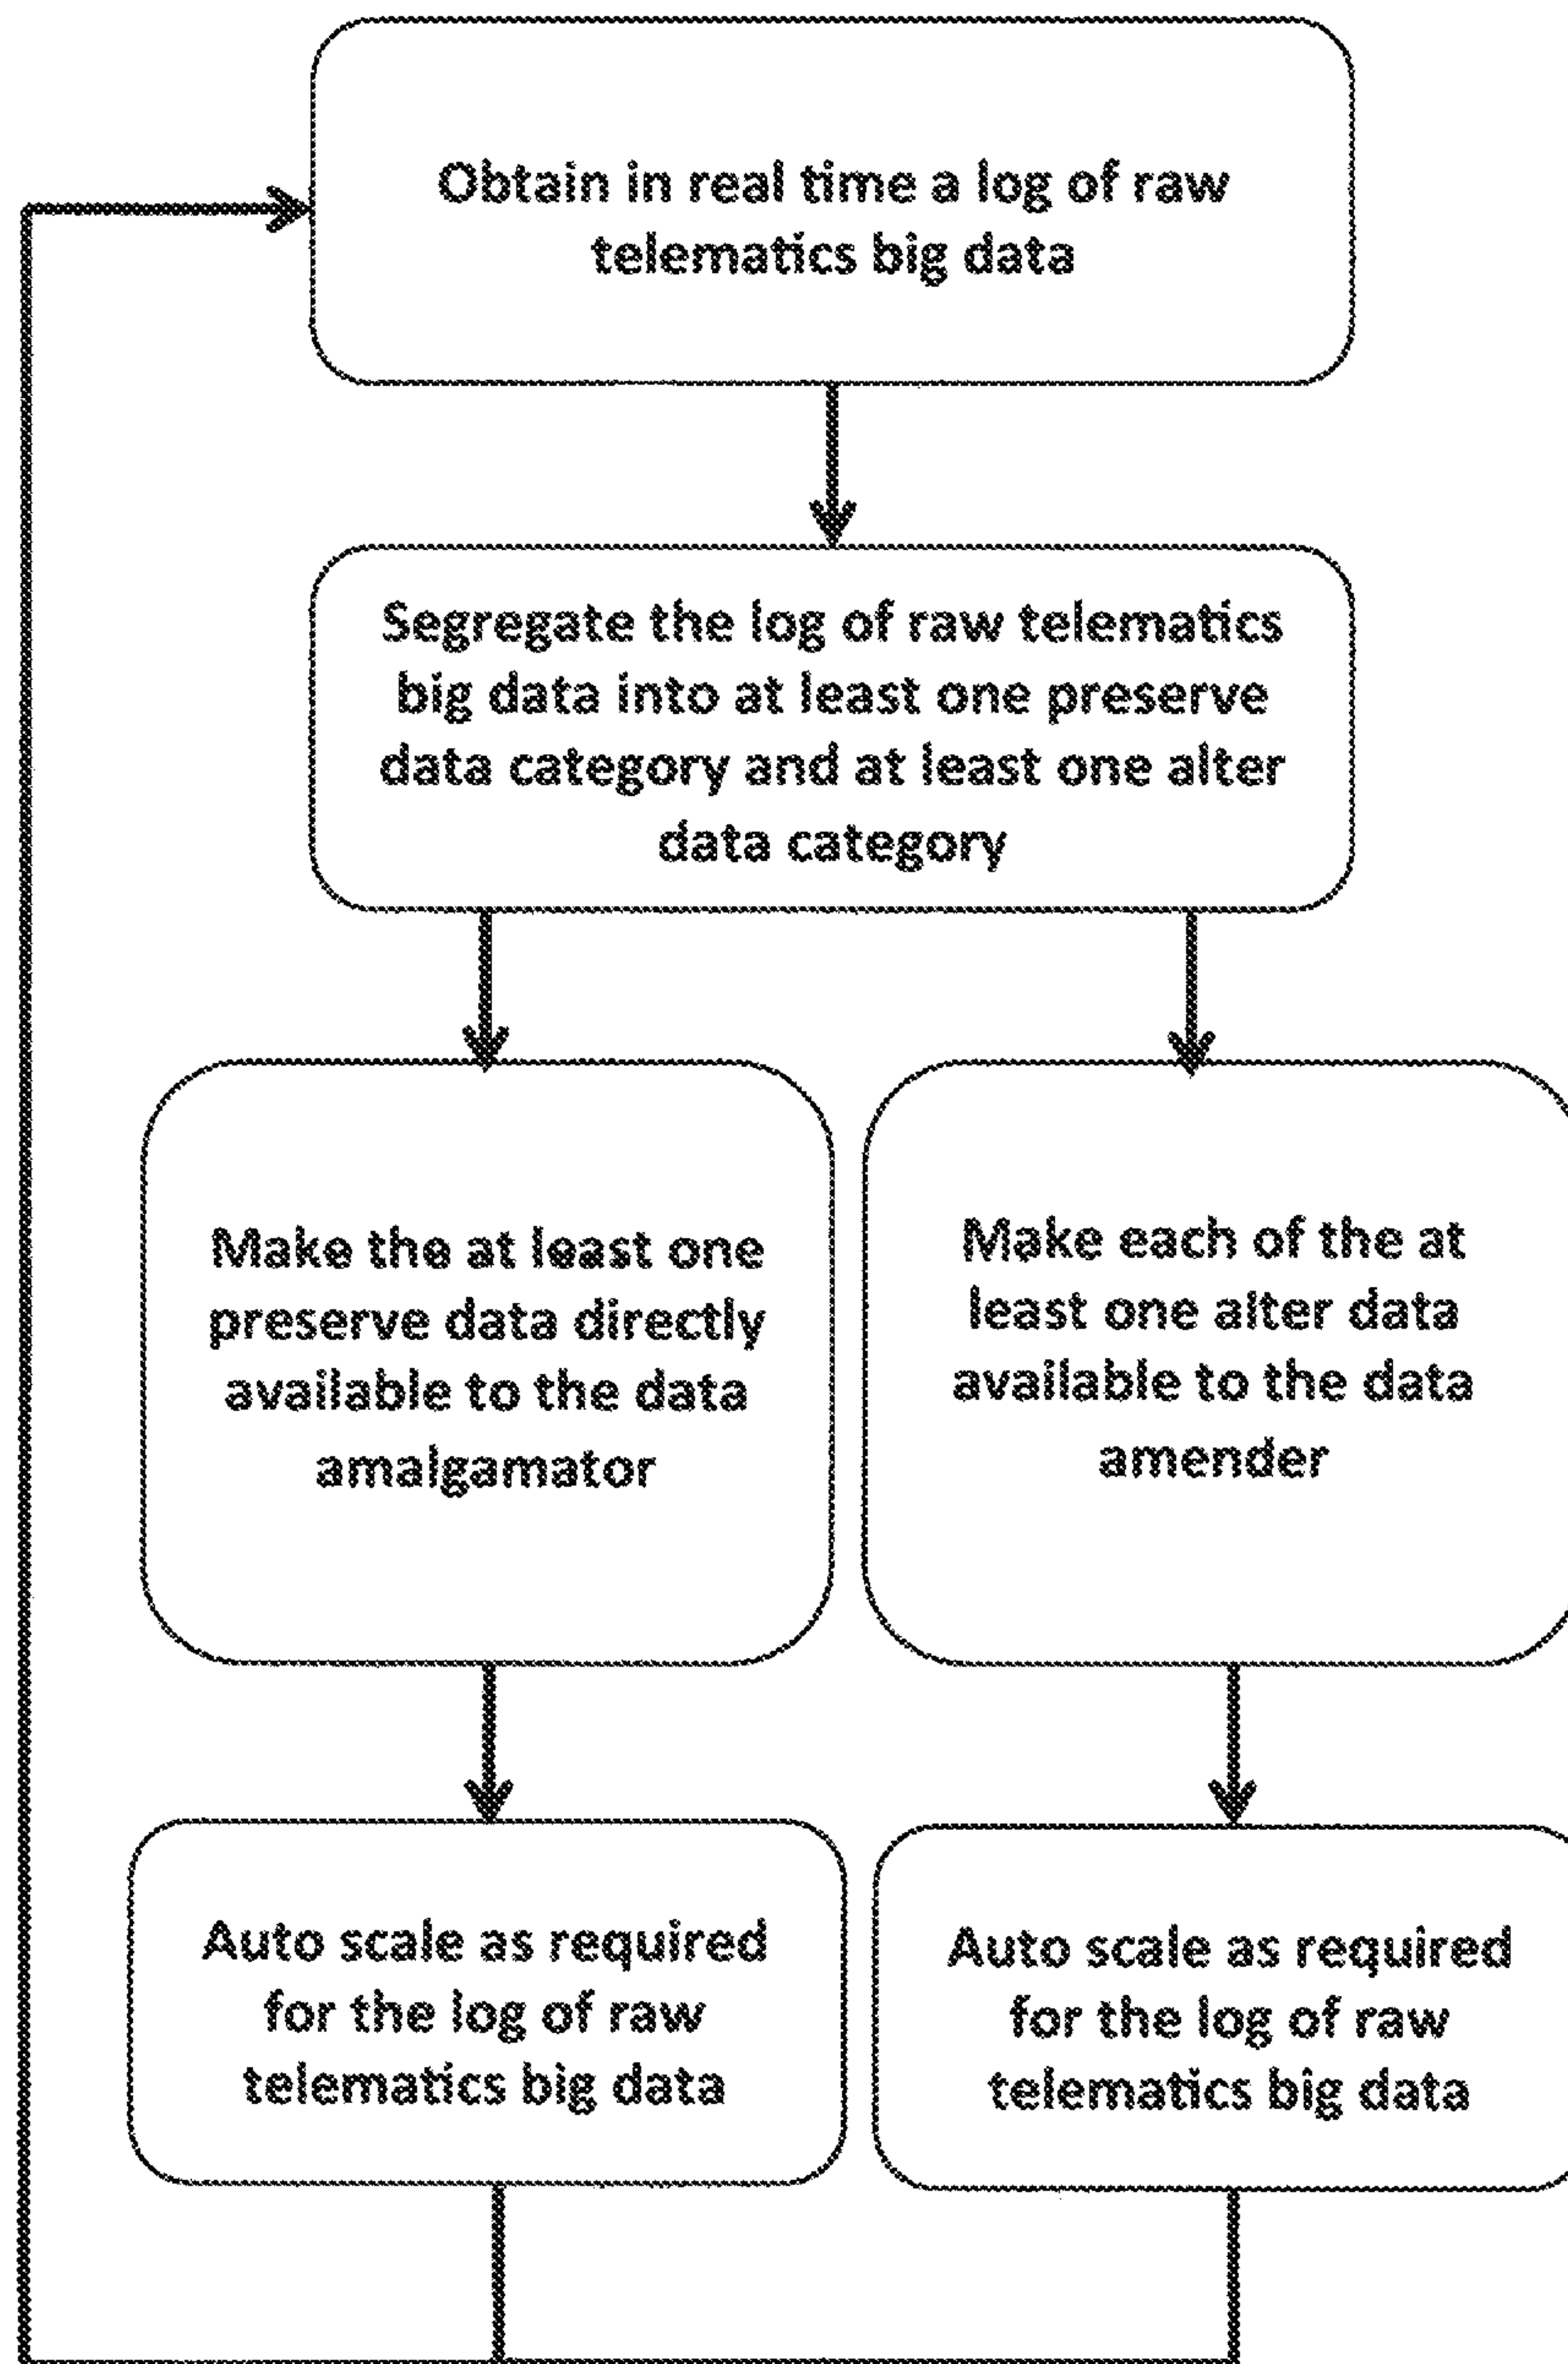 Obtain in real time a log of raw
telematics big data
Segregate the log of raw telematics
big data into at least one preserve
data category and at least one alter
data category
Make the at least one
preserve data directly
available to the data
amalgamator
Make each of the at
least one alter data
available to the data
amender
Auto scale as required
for the log of raw
telematics big data
Auto scale as required
for the log of raw
telematics big data